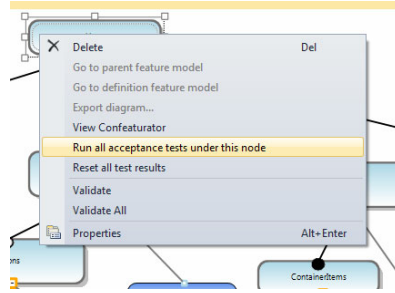 Delete Del
Go to parent feature model
Go to definition feature model
Export diagram...
View Confeaturator
Run all acceptance tests under this node
Reset all test results
Validate
Validate All
Properties Alt+Enter
ons
ContainerItems